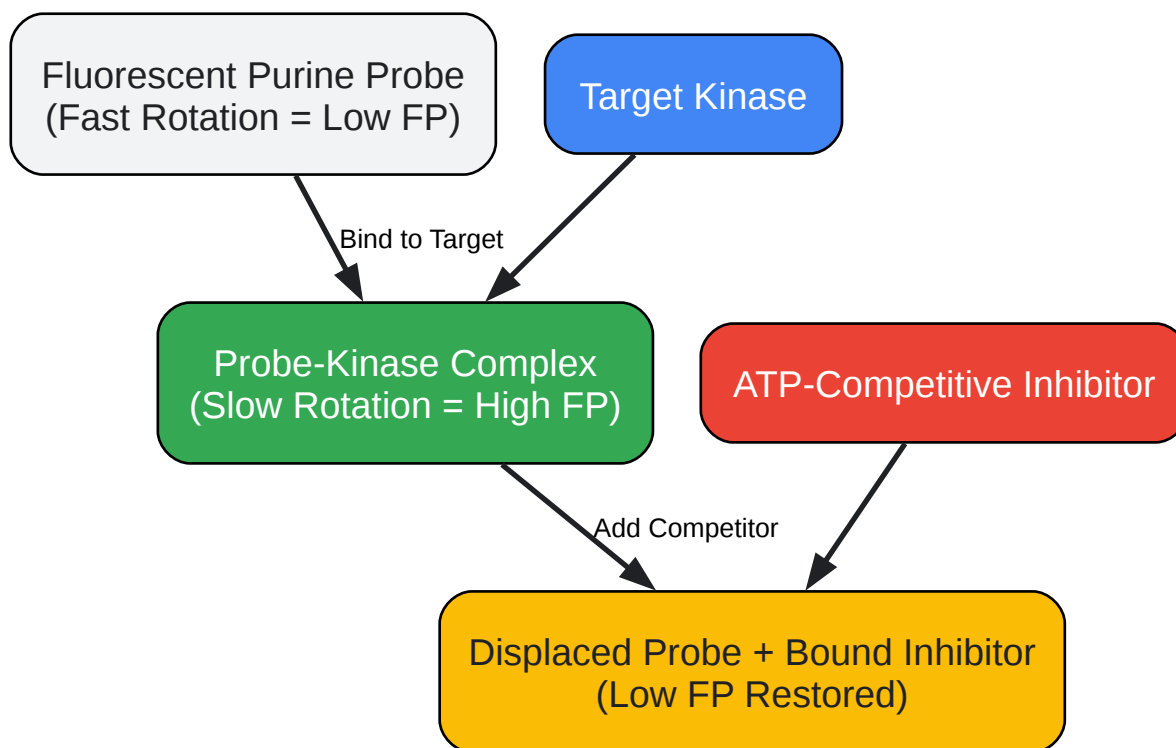 Fluorescent Purine Probe
(Fast Rotation = Low FP)
Target Kinase
Bind to Target
Probe-Kinase Complex
(Slow Rotation = High FP)
ATP-Competitive Inhibitor
Add Competitor
Displaced Probe + Bound Inhibitor
(Low FP Restored)